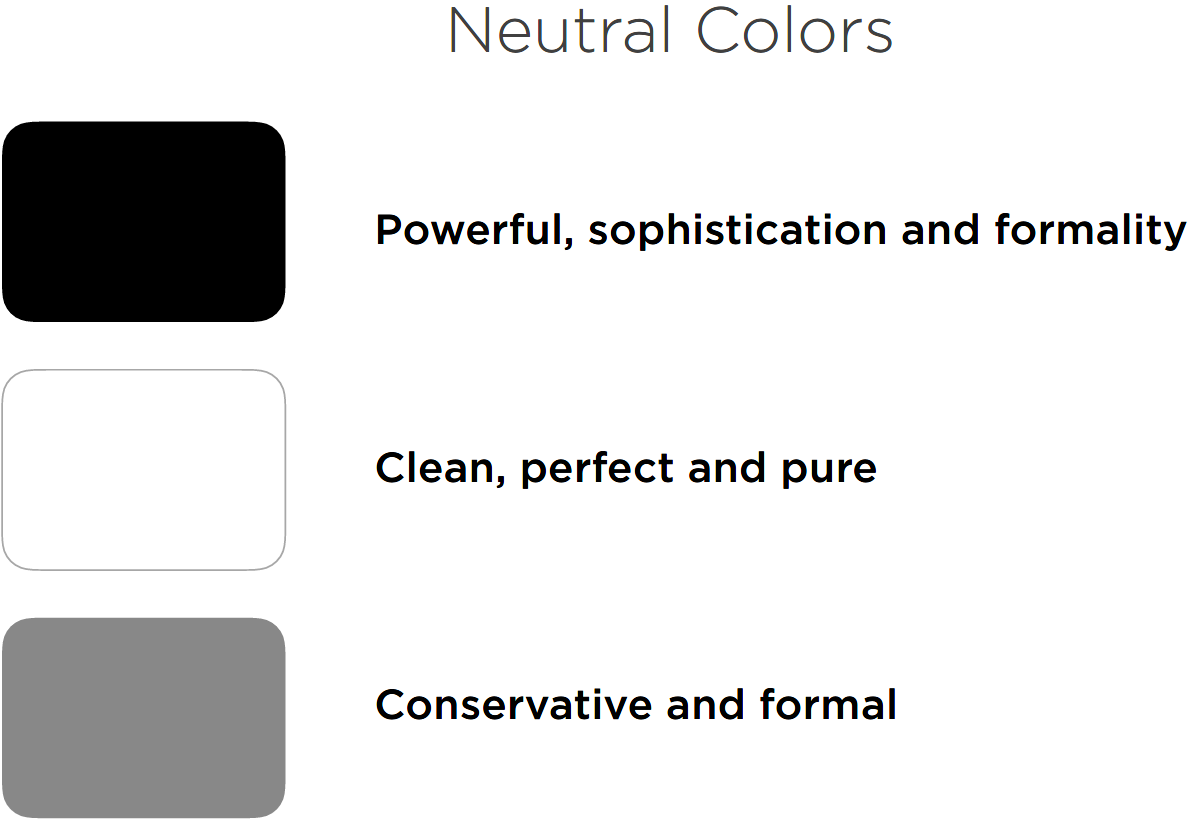 Neutral Colors
Powerful, sophistication and formality
Clean, perfect and pure
Conservative and formal